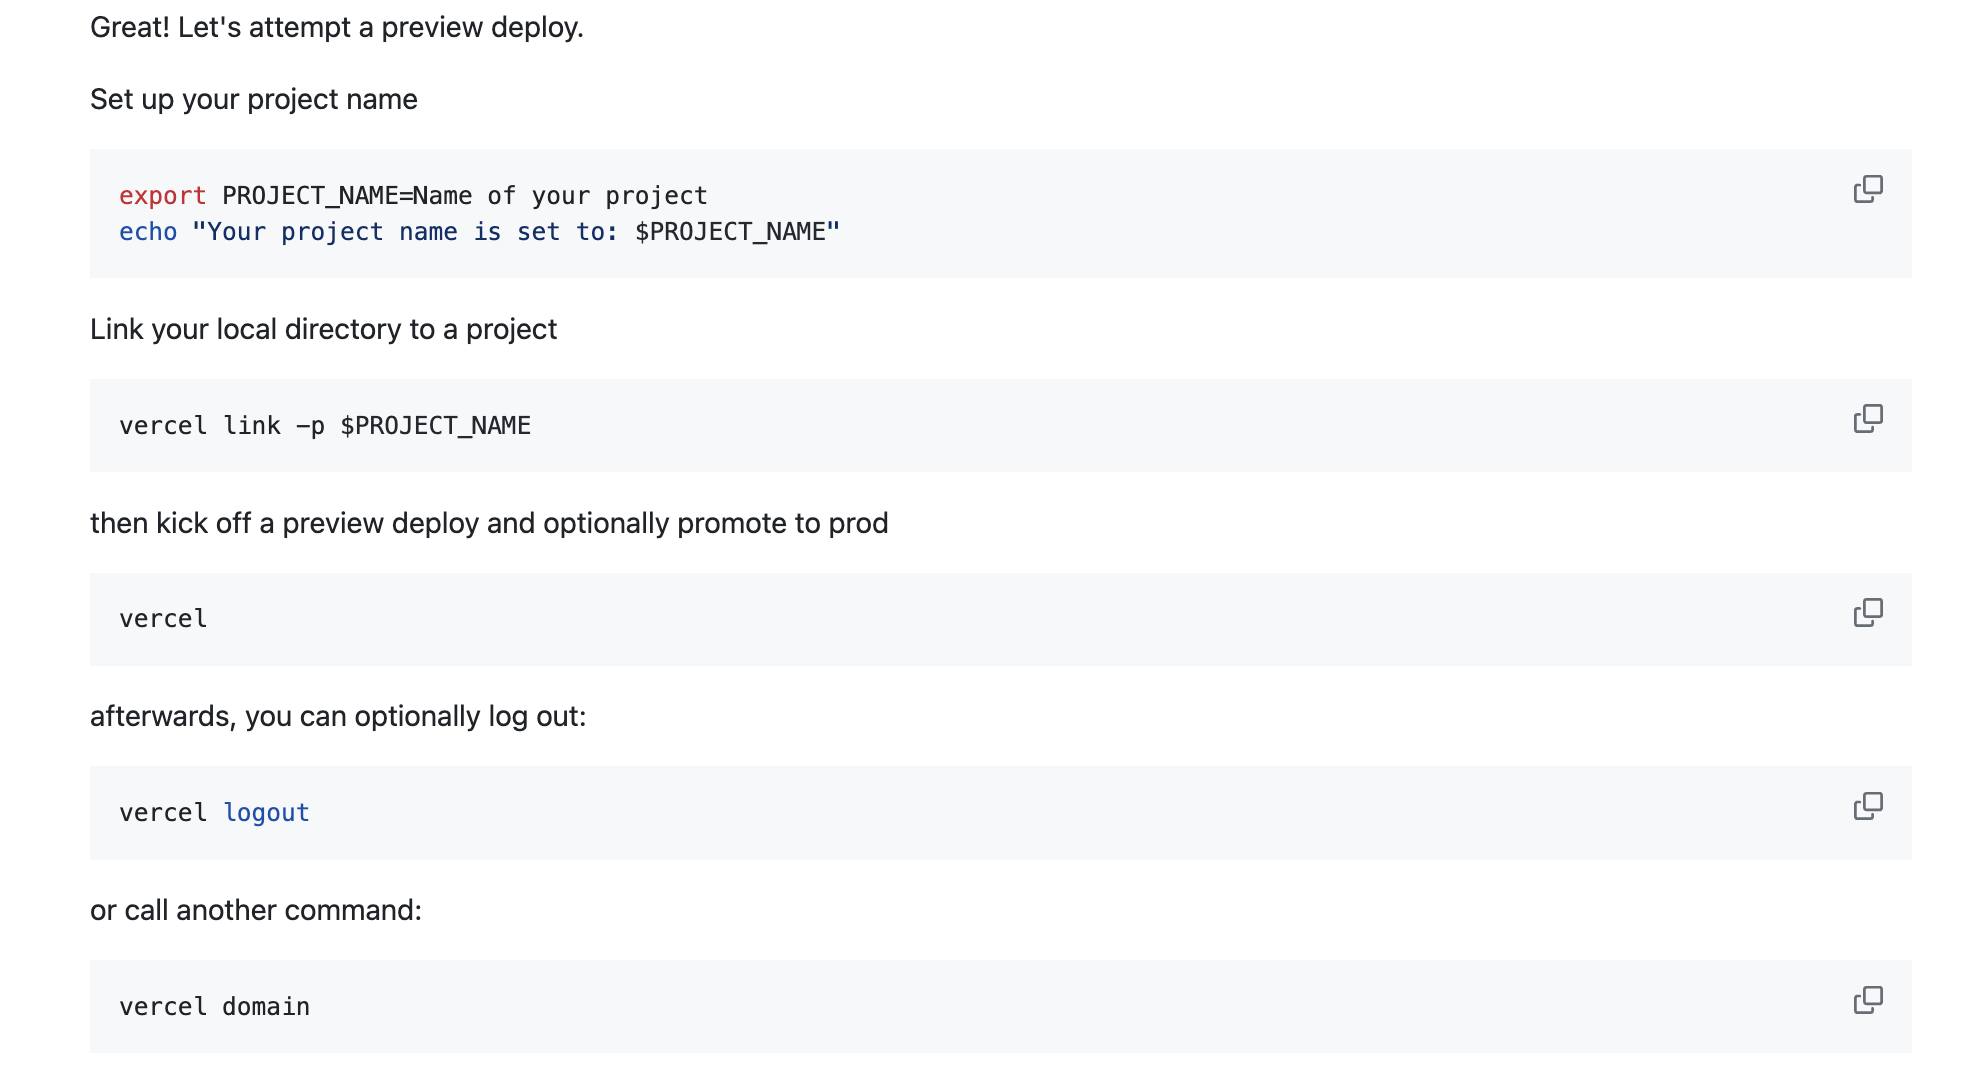 Great! Let's attempt a preview deploy.
Set up your project name
export PROJECT_NAME=Name of your project
echo "Your project name is set to: $PROJECT_NAME"
Link your local directory to a project
vercel link -p $PROJECT_NAME
then kick off a preview deploy and optionally promote to prod
vercel
afterwards, you can optionally log out:
vercel logout
or call another command:
vercel domain